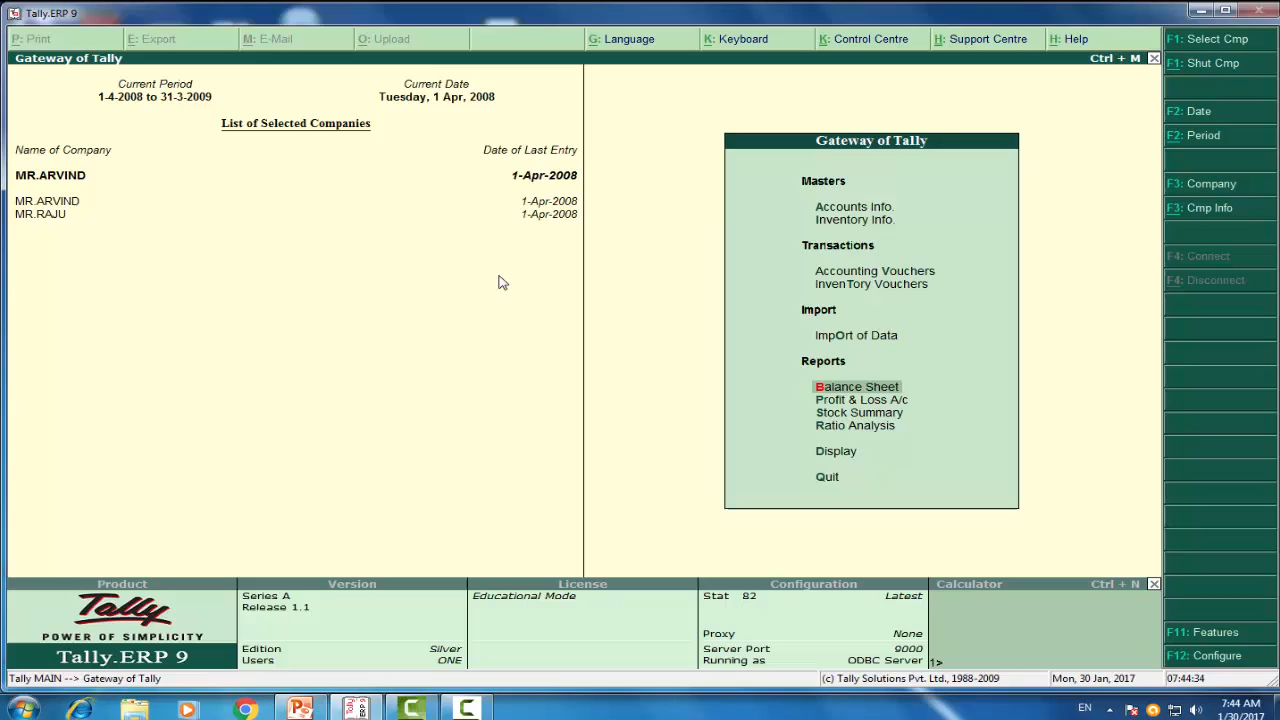 Tally.ERP 9
P: Print
E: Export
M: E-Mail
O: Upload
G: Language
K: Keyboard
K: Control Centre
H: Support Centre
H: Help
Gateway of Tally
Ctrl + M
Current Period
1-4-2008 to 31-3-2009
Current Date
Tuesday, 1 Apr, 2008
List of Selected Companies
Name of Company
Date of Last Entry
MR.ARVIND
1-Apr-2008
MR.ARVIND
1-Apr-2008
MR.RAJU
1-Apr-2008
Gateway of Tally
Masters
Accounts Info.
Inventory Info.
Transactions
Accounting Vouchers
InvenTory Vouchers
Import
ImpOrt of Data
Reports
Balance Sheet
Profit & Loss A/c
Stock Summary
Ratio Analysis
Display
Quit
F1: Select Cmp
F1: Shut Cmp
F2: Date
F2: Period
F3: Company
F3: Cmp Info
F4: Connect
F4: Disconnect
F11: Features
F12: Configure
Product
Tally
POWER OF SIMPLICITY
Tally.ERP 9
Version
Series A
Release 1.1
Edition Silver
Users ONE
License
Educational Mode
Configuration
Stat 82 Latest
Proxy None
Server Port 9000
Running as ODBC Server
Calculator
Ctrl + N
1>
Tally MAIN --> Gateway of Tally
(c) Tally Solutions Pvt. Ltd., 1988-2009
Mon, 30 Jan, 2017
07:44:34
EN
7:44 AM
1/30/2017